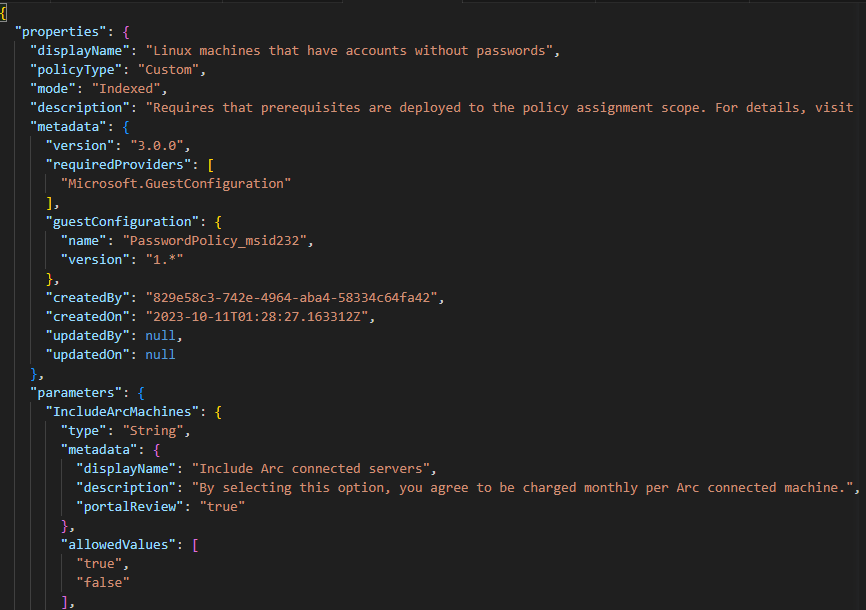 {
"properties": {
"displayName": "Linux machines that have accounts without passwords",
"policyType": "Custom",
"mode": "Indexed",
"description": "Requires that prerequisites are deployed to the policy assignment scope. For details, visit
"metadata": {
"version": "3.0.0",
"requiredProviders": [
"Microsoft.GuestConfiguration"
],
"guestConfiguration": {
"name": "PasswordPolicy_msid232",
"version": "1.*"
},
"createdBy": "829e58c3-742e-4964-aba4-58334c64fa42",
"createdOn": "2023-10-11T01:28:27.163312Z",
"updatedBy": null,
"updatedOn": null
},
"parameters": {
"IncludeArcMachines": {
"type": "String",
"metadata": {
"displayName": "Include Arc connected servers",
"description": "By selecting this option, you agree to be charged monthly per Arc connected machine.",
"portalReview": "true"
},
"allowedValues": [
"true",
"false"
],